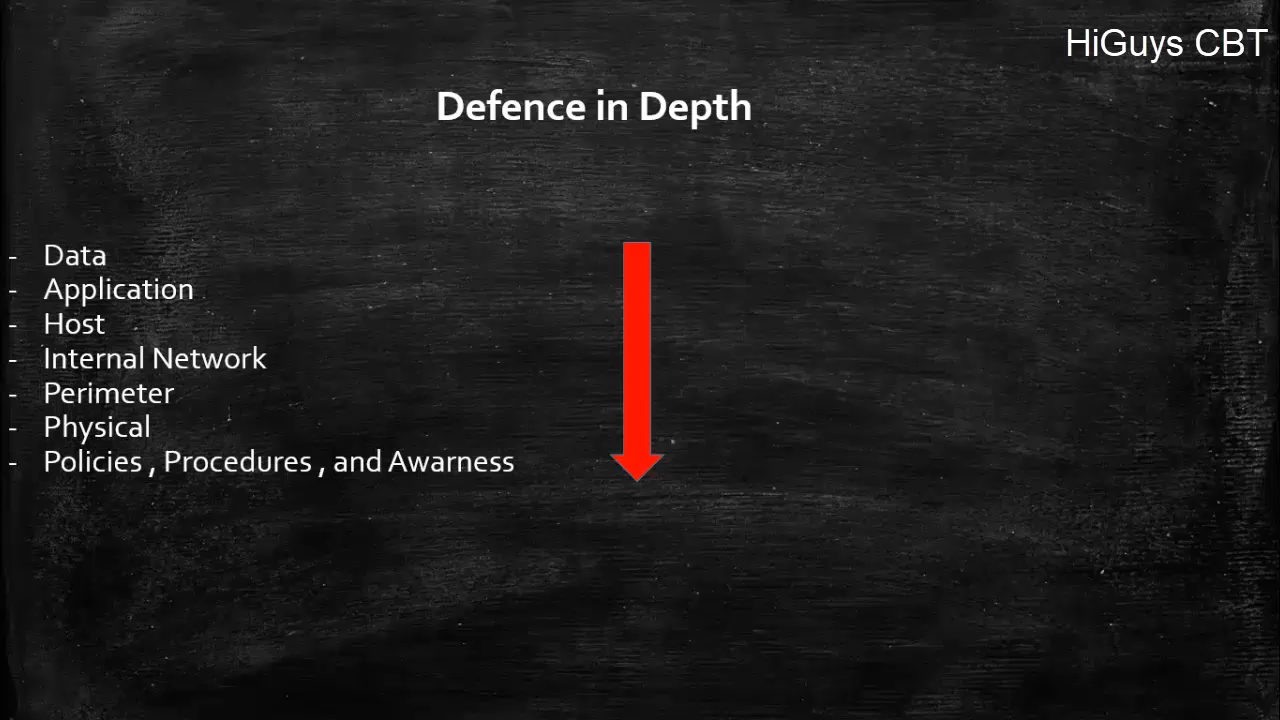 HiGuys CBT
Defence in Depth
- Data
- Application
- Host
- Internal Network
- Perimeter
- Physical
- Policies , Procedures , and Awarness